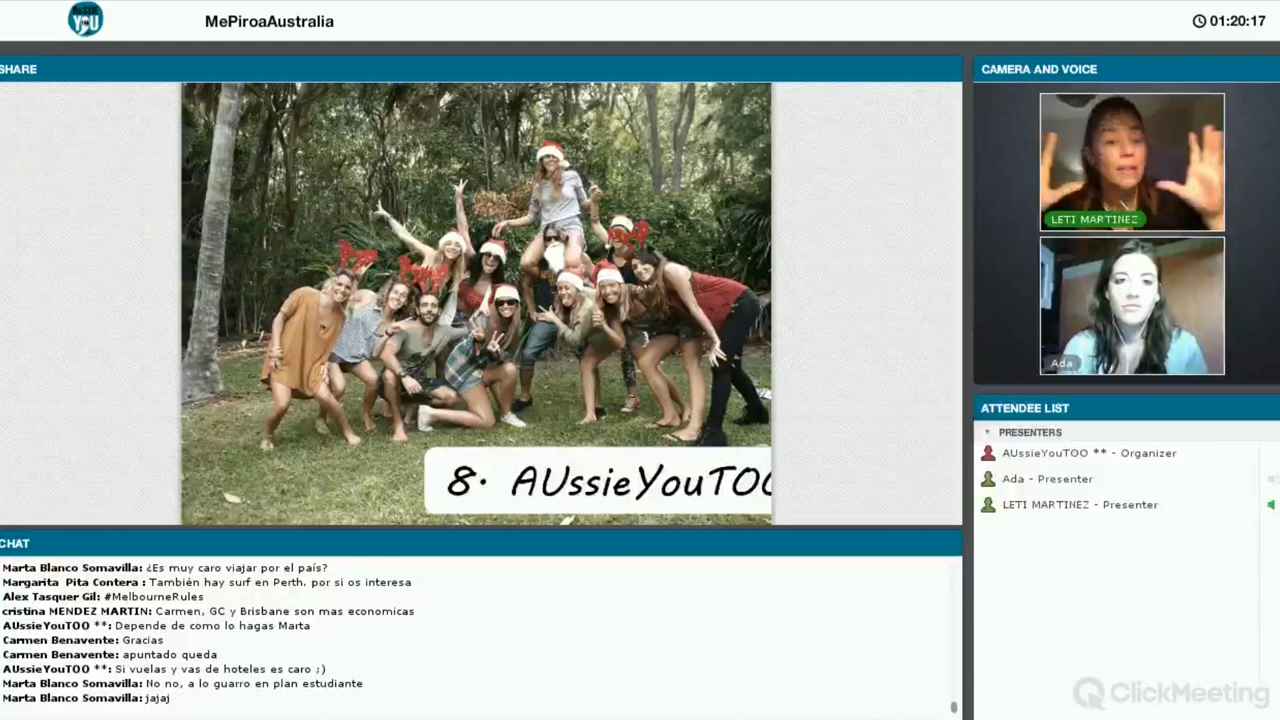 YOU
MePiroaAustralia
01:20:17
SHARE
CAMERA AND VOICE
LETI MARTINEZ
Ada
8. AUssieYouTOO
ATTENDEE LIST
PRESENTERS
AUssieYouTOO ** - Organizer
Ada - Presenter
LETI MARTINEZ - Presenter
CHAT
Marta Blanco Somavilla: ¿Es muy caro viajar por el país?
Margarita Pita Contera : También hay surf en Perth. por si os interesa
Alex Tasquer Gil: #MelbourneRules
cristina MENDEZ MARTIN: Carmen, GC y Brisbane son mas economicas
AUssieYouTOO **: Depende de como lo hagas Marta
Carmen Benavente: Gracias
Carmen Benavente: apuntado queda
AUssieYouTOO **: Si vuelas y vas de hoteles es caro ;)
Marta Blanco Somavilla: No no, a lo guarro en plan estudiante
Marta Blanco Somavilla: jajaj
ClickMeeting